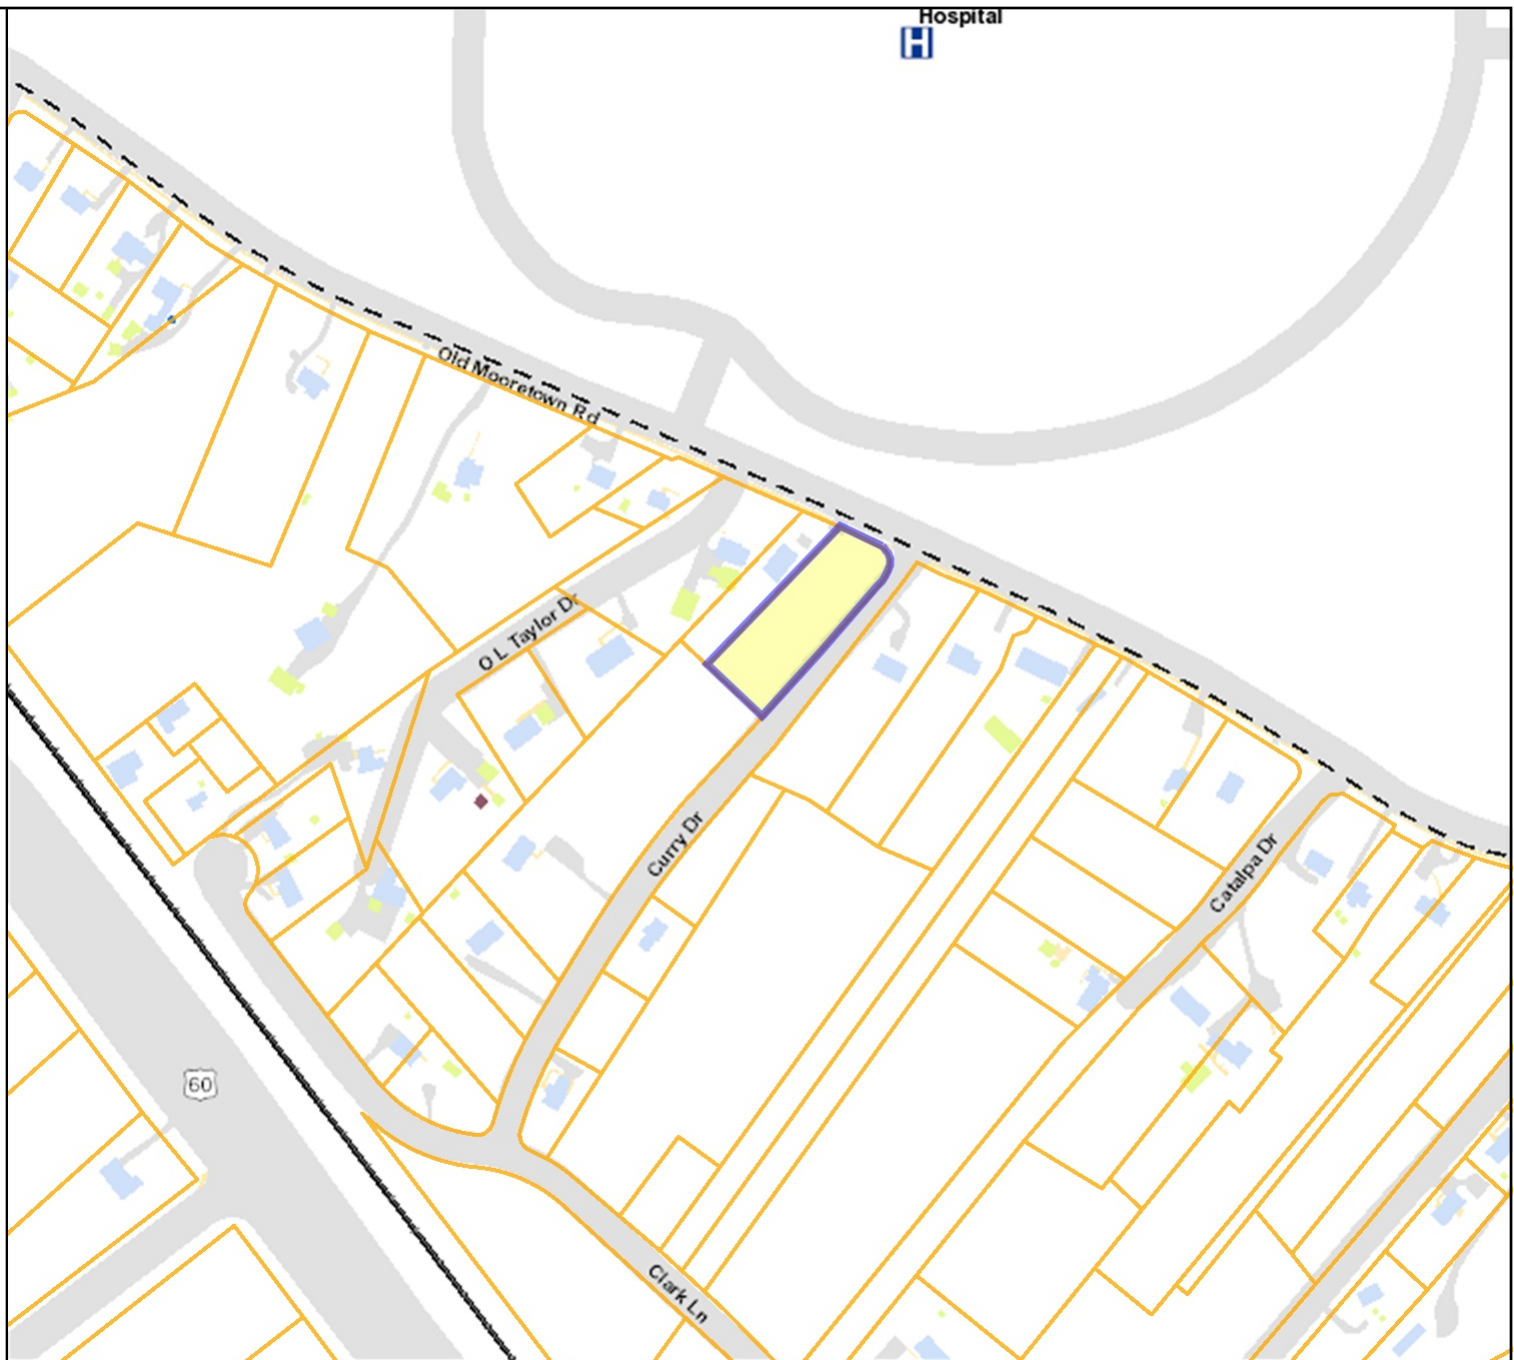 Hospital
H
Old Mooretown Rd
O L Taylor Dr
Curry Dr
Catalpa Dr
60
Clark Ln